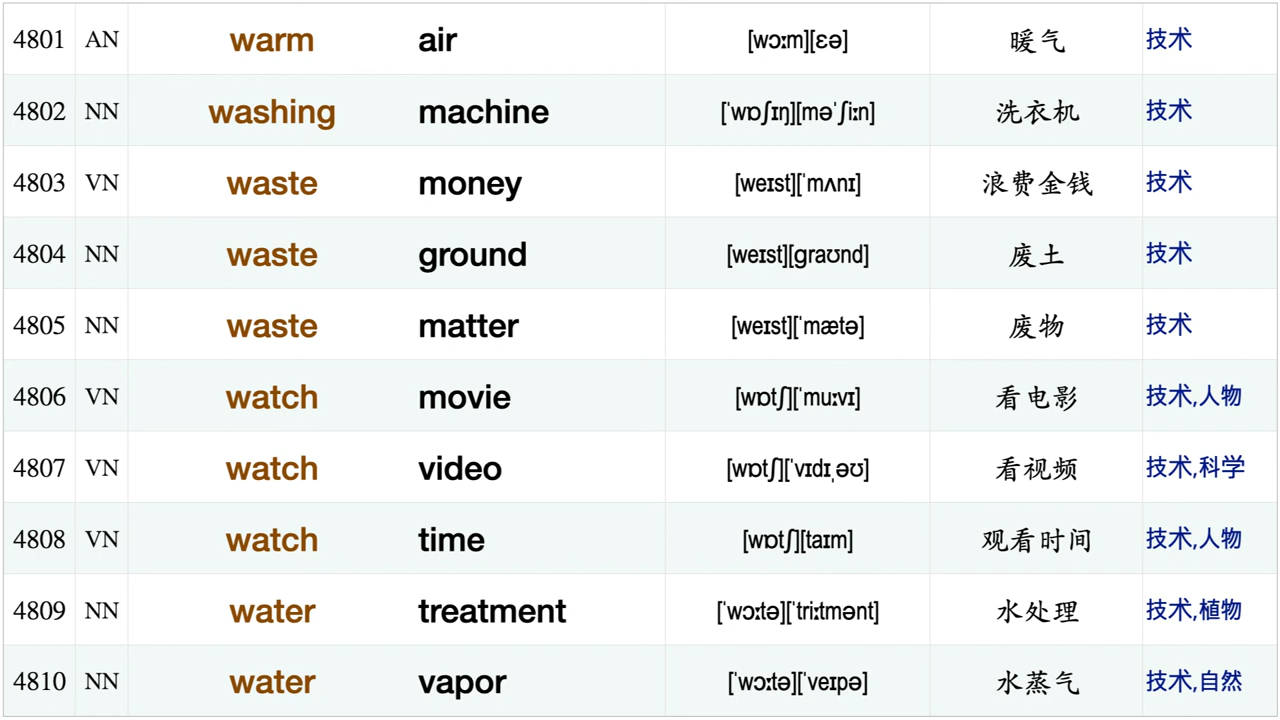 4801 AN warm air [wɔːm][ɛə] 暖气 技术
4802 NN washing machine [ˈwɒʃɪŋ][məˈʃiːn] 洗衣机 技术
4803 VN waste money [weɪst][ˈmʌnɪ] 浪费金钱 技术
4804 NN waste ground [weɪst][ɡraʊnd] 废土 技术
4805 NN waste matter [weɪst][ˈmætə] 废物 技术
4806 VN watch movie [wɒtʃ][ˈmuːvɪ] 看电影 技术,人物
4807 VN watch video [wɒtʃ][ˈvɪdɪˌəʊ] 看视频 技术,科学
4808 VN watch time [wɒtʃ][taɪm] 观看时间 技术,人物
4809 NN water treatment [ˈwɔːtə][ˈtriːtmənt] 水处理 技术,植物
4810 NN water vapor [ˈwɔːtə][ˈveɪpə] 水蒸气 技术,自然